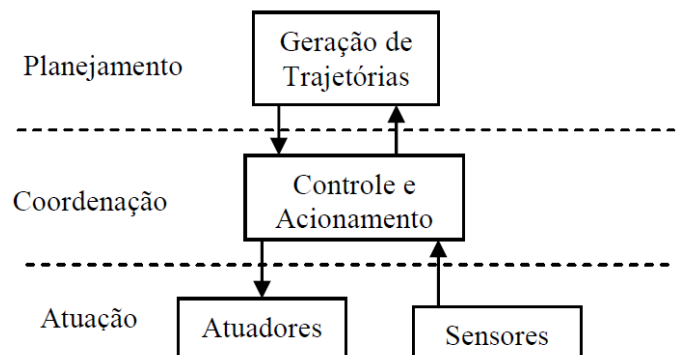 Planejamento
Geração de
Trajetórias
Coordenação
Controle e
Acionamento
Atuação
Atuadores
Sensores